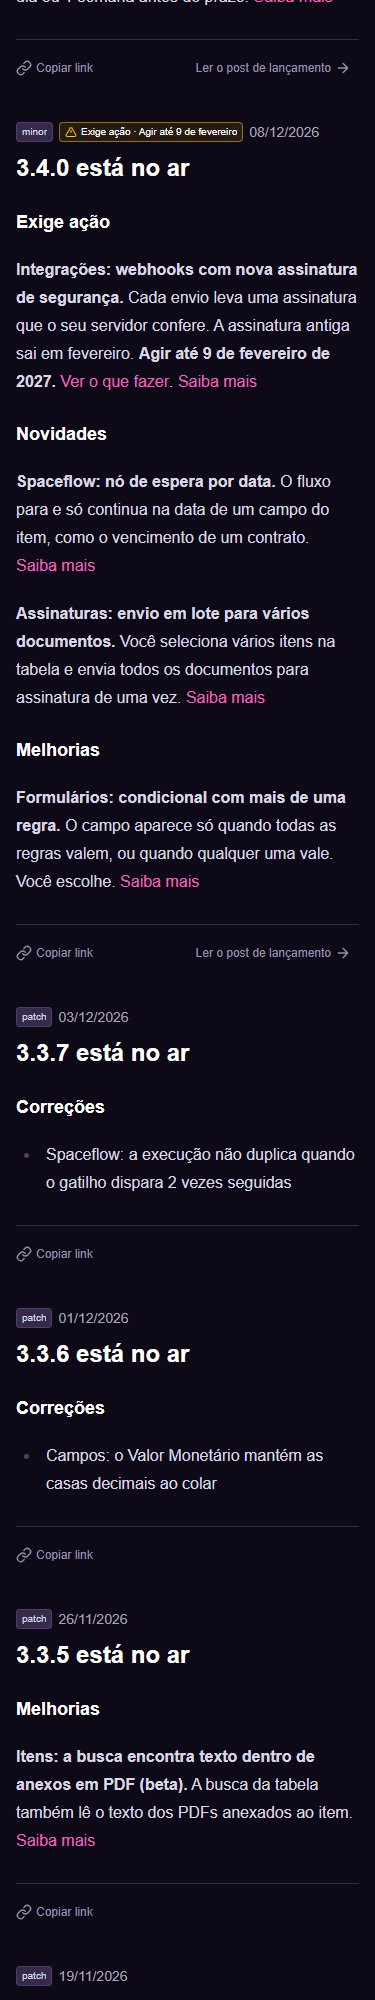 dia ou 1 semana antes do prazo. Saiba mais
Copiar link
Ler o post de lançamento →
minor
Exige ação · Agir até 9 de fevereiro
08/12/2026
3.4.0 está no ar
Exige ação
Integrações: webhooks com nova assinatura
de segurança. Cada envio leva uma assinatura
que o seu servidor confere. A assinatura antiga
sai em fevereiro. Agir até 9 de fevereiro de
2027. Ver o que fazer. Saiba mais
Novidades
Spaceflow: nó de espera por data. O fluxo
para e só continua na data de um campo do
item, como o vencimento de um contrato.
Saiba mais
Assinaturas: envio em lote para vários
documentos. Você seleciona vários itens na
tabela e envia todos os documentos para
assinatura de uma vez. Saiba mais
Melhorias
Formulários: condicional com mais de uma
regra. O campo aparece só quando todas as
regras valem, ou quando qualquer uma vale.
Você escolhe. Saiba mais
Copiar link
Ler o post de lançamento →
patch
03/12/2026
3.3.7 está no ar
Correções
• Spaceflow: a execução não duplica quando
o gatilho dispara 2 vezes seguidas
Copiar link
patch
01/12/2026
3.3.6 está no ar
Correções
• Campos: o Valor Monetário mantém as
casas decimais ao colar
Copiar link
patch
26/11/2026
3.3.5 está no ar
Melhorias
Itens: a busca encontra texto dentro de
anexos em PDF (beta). A busca da tabela
também lê o texto dos PDFs anexados ao item.
Saiba mais
Copiar link
patch
19/11/2026